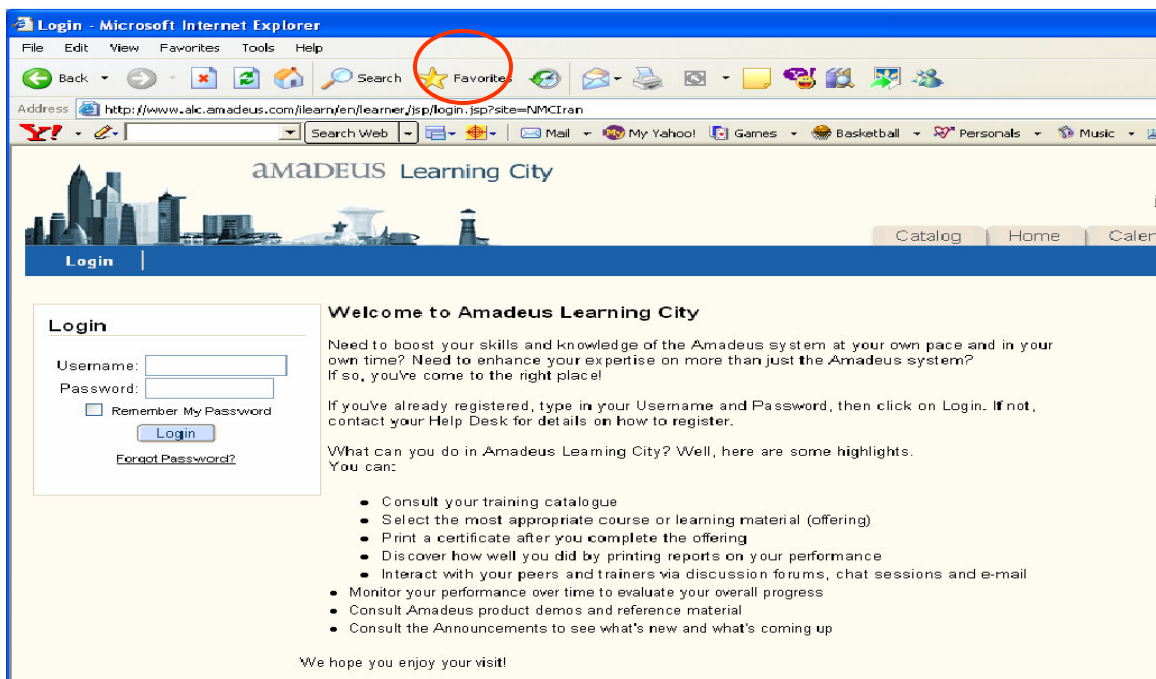 Login - Microsoft Internet Explorer
File Edit View Favorites Tools Help
Back Search Favorites
Address http://www.alc.amadeus.com/ilearn/en/learner/jsp/login.jsp?site=NMCIran
Y! Search Web Mail My Yahoo! Games Basketball Personals Music
aMaDEUS Learning City
Catalog Home
Login
Login
Username:
Password:
Remember My Password
Login
Forgot Password?
Welcome to Amadeus Learning City
Need to boost your skills and knowledge of the Amadeus system at your own pace and in your
own time? Need to enhance your expertise on more than just the Amadeus system?
If so, you've come to the right place!
If you've already registered, type in your Username and Password, then click on Login. If not,
contact your Help Desk for details on how to register.
What can you do in Amadeus Learning City? Well, here are some highlights.
You can:
• Consult your training catalogue
• Select the most appropriate course or learning material (offering)
• Print a certificate after you complete the offering
• Discover how well you did by printing reports on your performance
• Interact with your peers and trainers via discussion forums, chat sessions and e-mail
• Monitor your performance over time to evaluate your overall progress
• Consult Amadeus product demos and reference material
• Consult the Announcements to see what's new and what's coming up
We hope you enjoy your visit!